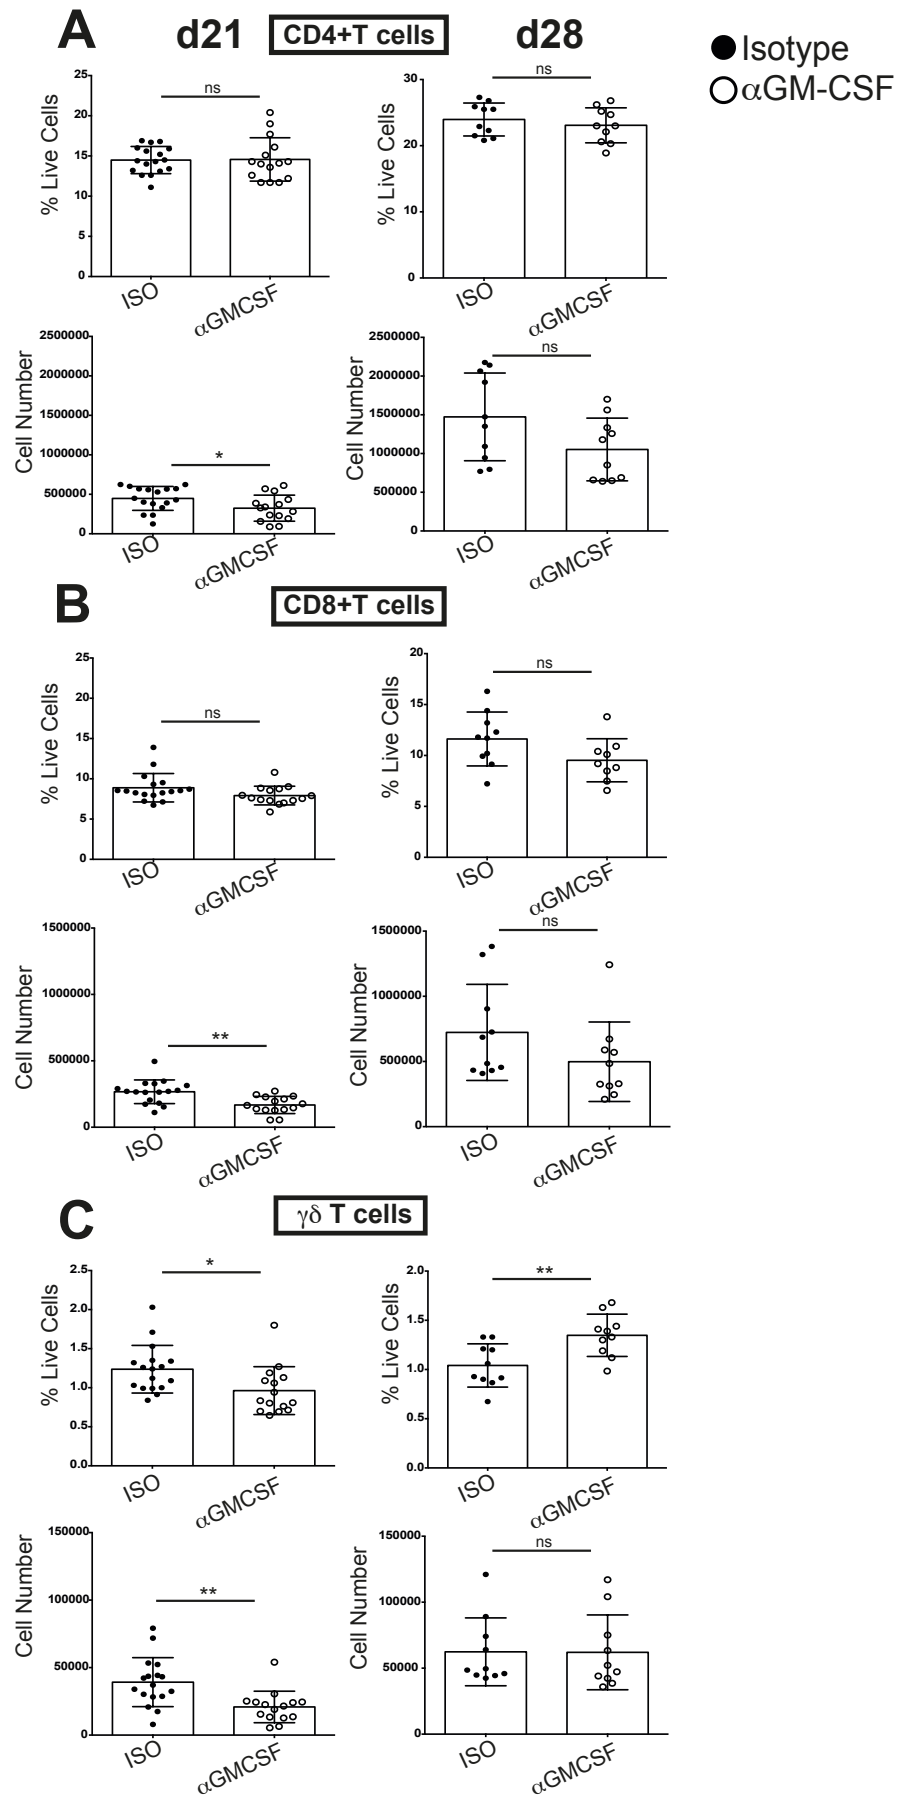 A d21 CD4+T cells d28
Isotype
αGM-CSF
% Live Cells
25
20
15
10
5
0
ns
ISO
αGMCSF
% Live Cells
30
20
10
0
ns
ISO
αGMCSF
Cell Number
2500000
2000000
1500000
1000000
500000
0
*
ISO
αGMCSF
Cell Number
2500000
2000000
1500000
1000000
500000
0
ns
ISO
αGMCSF
B CD8+T cells
% Live Cells
25
20
15
10
5
0
ns
ISO
αGMCSF
% Live Cells
20
15
10
5
0
ns
ISO
αGMCSF
Cell Number
1500000
1000000
500000
0
**
ISO
αGMCSF
Cell Number
1500000
1000000
500000
0
ns
ISO
αGMCSF
C γδ T cells
% Live Cells
2.5
2.0
1.5
1.0
0.5
0.0
*
ISO
αGMCSF
% Live Cells
2.0
1.5
1.0
0.5
0.0
**
ISO
αGMCSF
Cell Number
150000
100000
50000
0
**
ISO
αGMCSF
Cell Number
150000
100000
50000
0
ns
ISO
αGMCSF